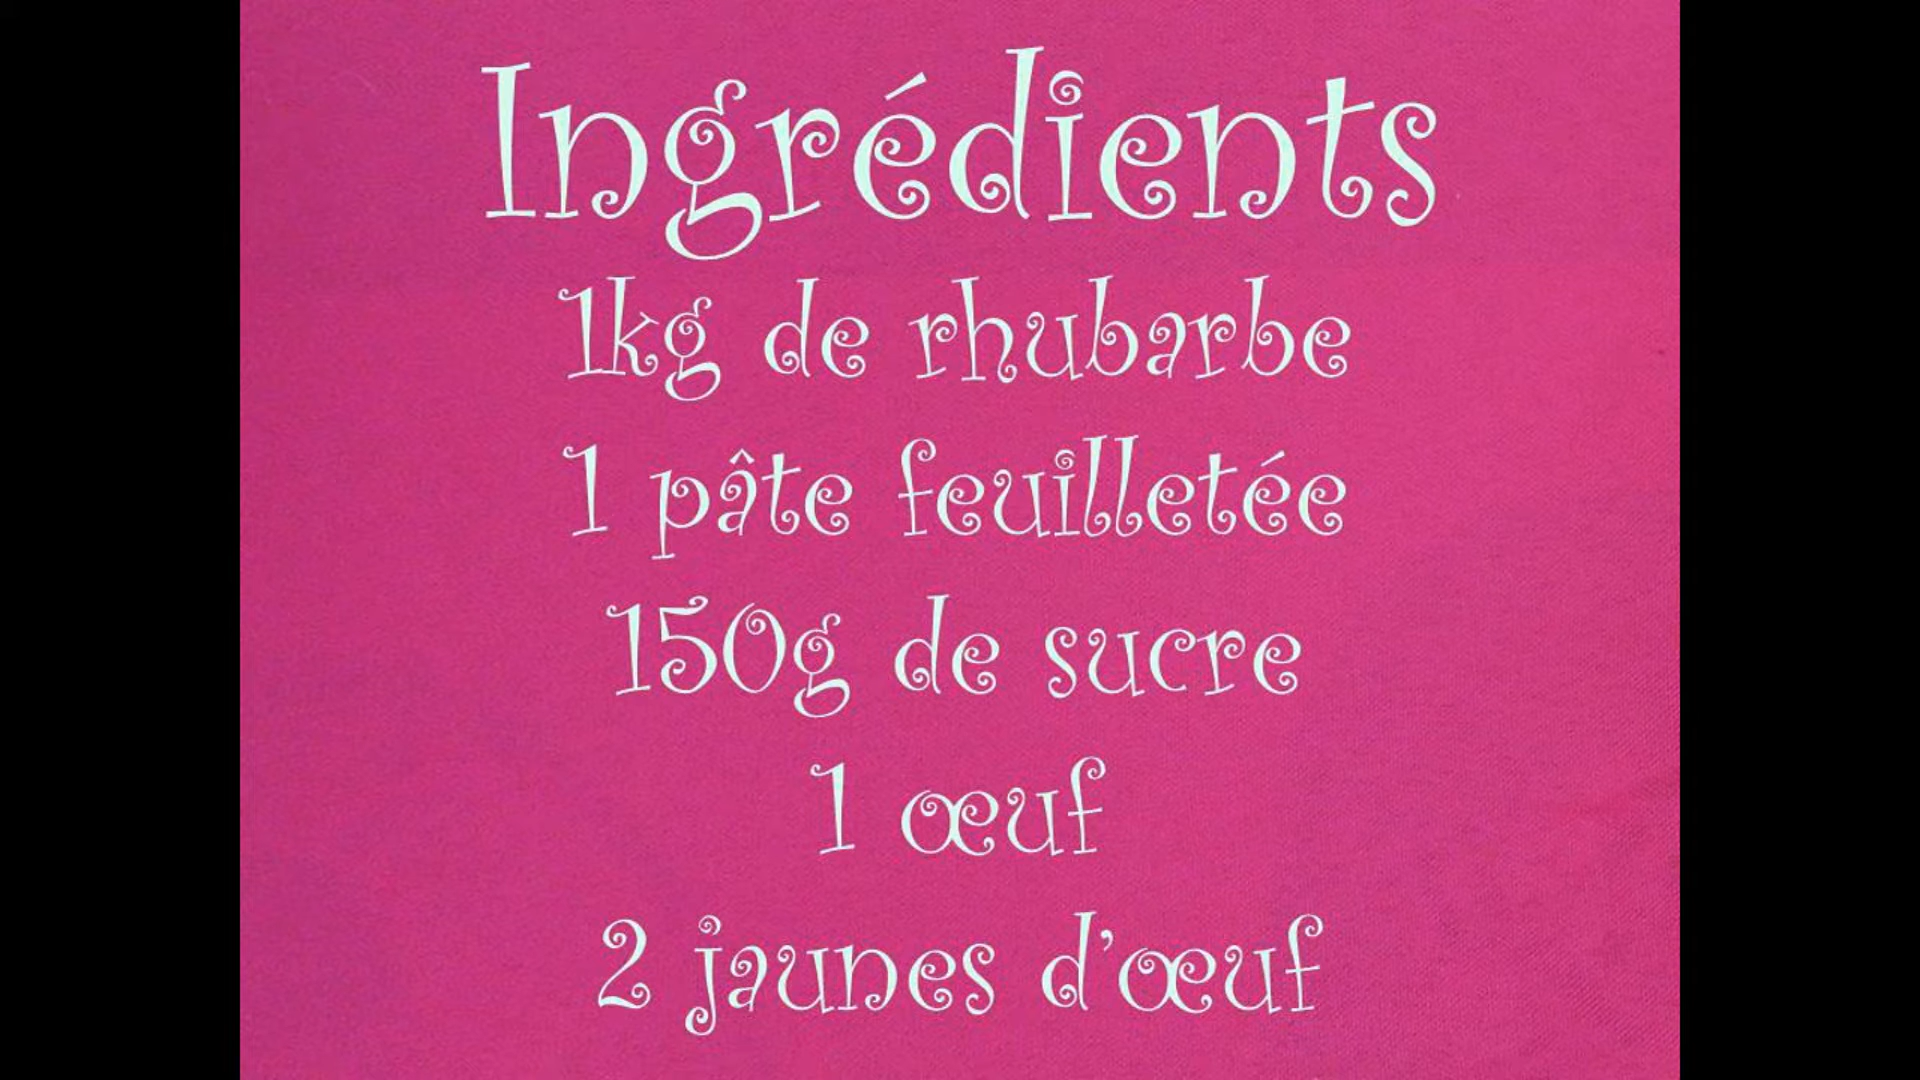 Ingrédients
1kg de rhubarbe
1 pâte feuilletée
150g de sucre
1 œuf
2 jaunes d'œuf